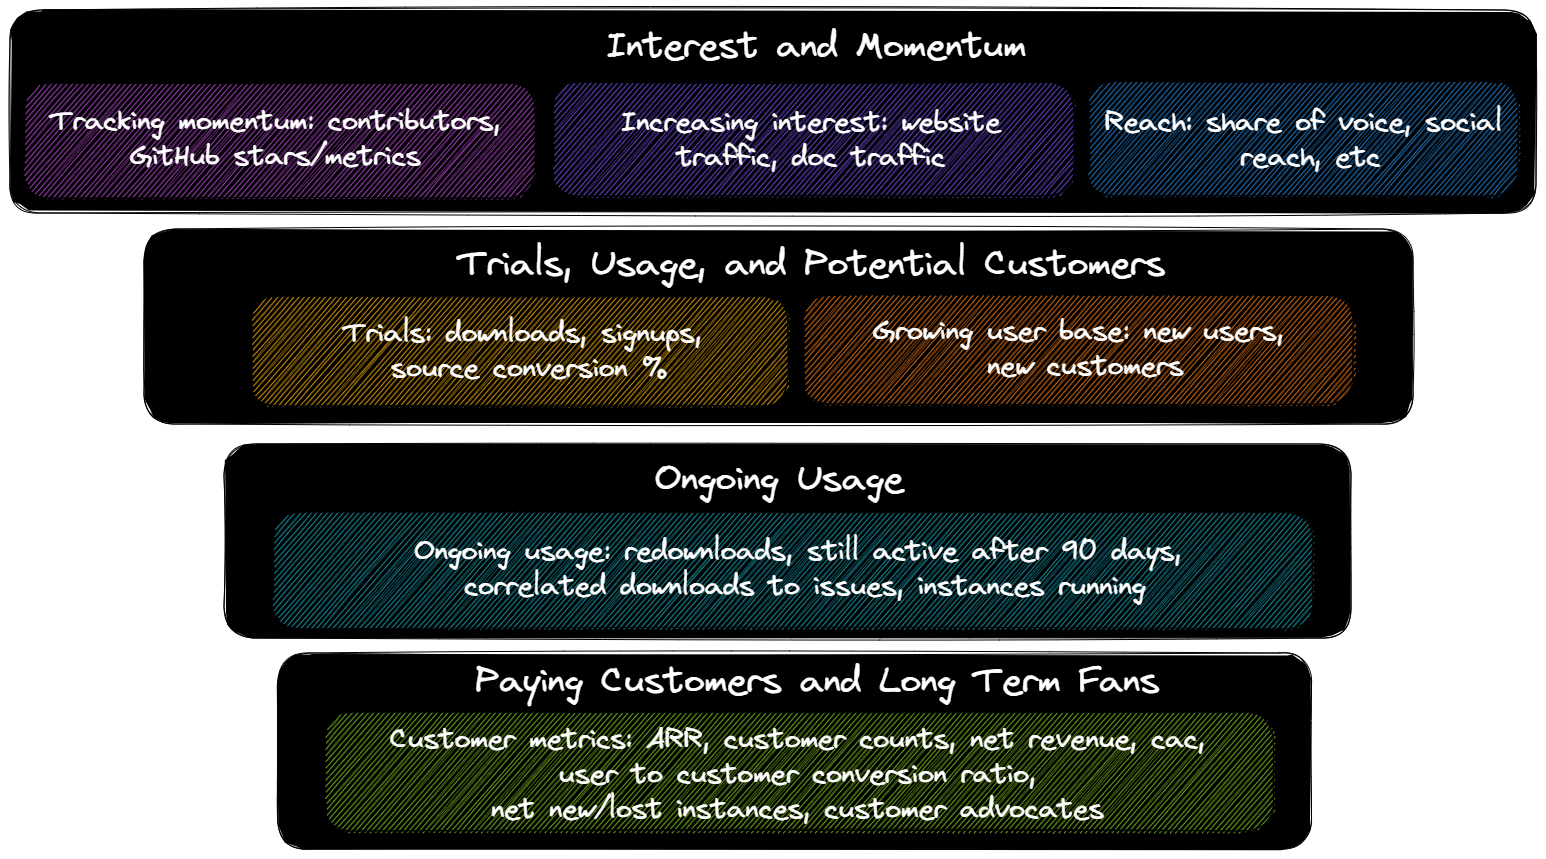 Interest and Momentum
Tracking momentum: contributors,
GitHub stars/metrics
Increasing interest: website
traffic, doc traffic
Reach: share of voice, social
reach, etc
Trials, Usage, and Potential Customers
Trials: downloads, signups,
source conversion %
Growing user base: new users,
new customers
Ongoing Usage
Ongoing usage: redownloads, still active after 90 days,
correlated downloads to issues, instances running
Paying Customers and Long Term Fans
Customer metrics: ARR, customer counts, net revenue, cac,
user to customer conversion ratio,
net new/lost instances, customer advocates